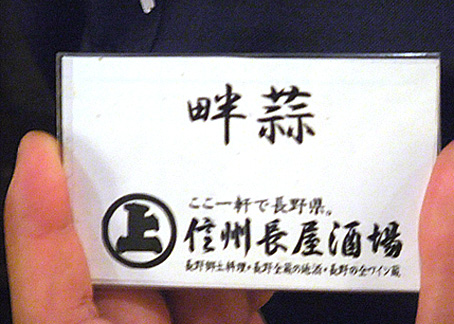 畔蒜
ここ一軒で長野県。
上
信州長屋酒場
長野郷土料理・長野全蔵の地酒・長野の全ワイン蔵